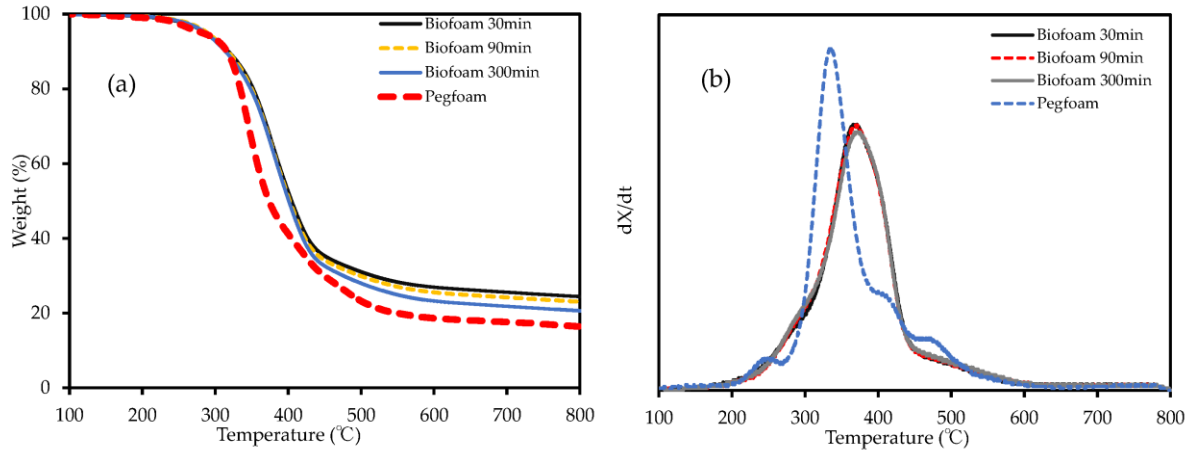 (a)
Biofoam 30min
Biofoam 90min
Biofoam 300min
Pegfoam
Weight (%)
100
80
60
40
20
0
100 200 300 400 500 600 700 800
Temperature (℃)
(b)
Biofoam 30min
Biofoam 90min
Biofoam 300min
Pegfoam
dX/dt
100 200 300 400 500 600 700 800
Temperature (℃)